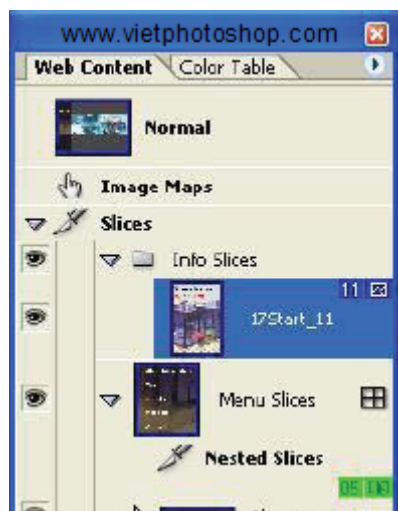 www.vietphotoshop.com
Web Content Color Table
Normal
Image Maps
Slices
Info Slices
11
17Start_11
Menu Slices
Nested Slices
05